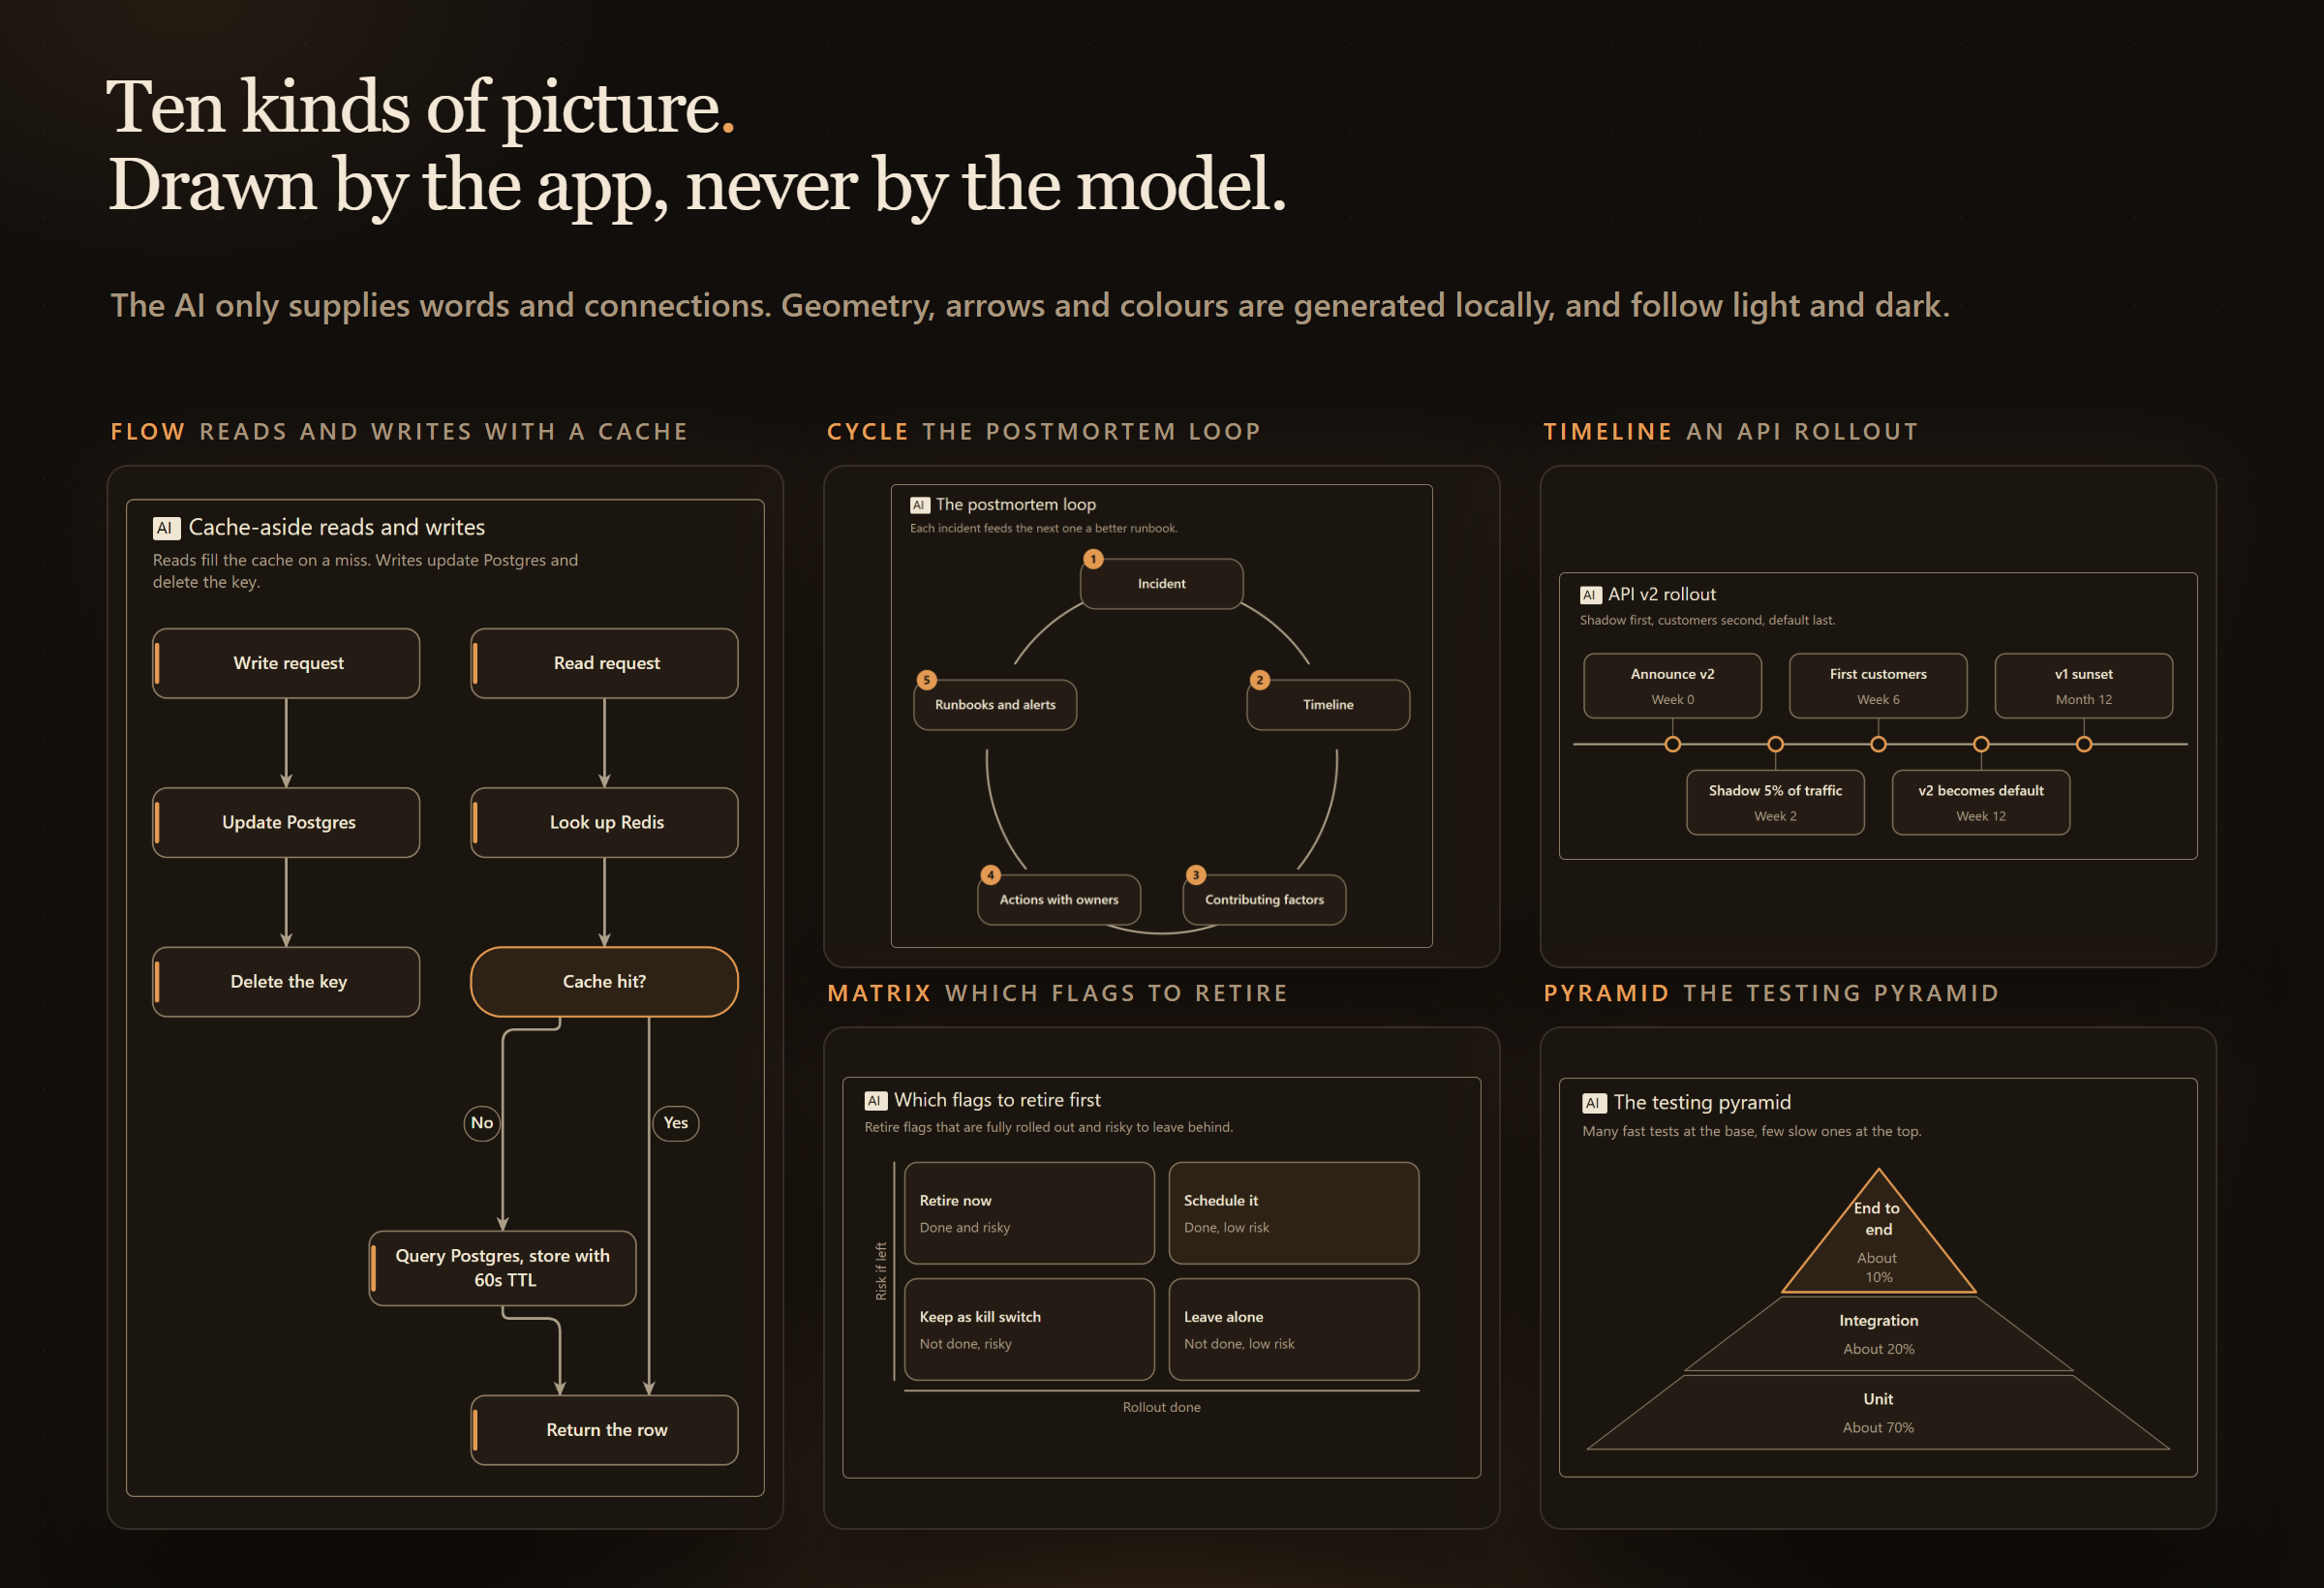 Ten kinds of picture.
Drawn by the app, never by the model.
The AI only supplies words and connections. Geometry, arrows and colours are generated locally, and follow light and dark.
FLOW READS AND WRITES WITH A CACHE
AI Cache-aside reads and writes
Reads fill the cache on a miss. Writes update Postgres and
delete the key.
Write request
Read request
Update Postgres
Look up Redis
Delete the key
Cache hit?
No
Yes
Query Postgres, store with
60s TTL
Return the row
CYCLE THE POSTMORTEM LOOP
AI The postmortem loop
Each incident feeds the next one a better runbook.
1
Incident
2
Timeline
3
Contributing factors
4
Actions with owners
5
Runbooks and alerts
TIMELINE AN API ROLLOUT
AI API v2 rollout
Shadow first, customers second, default last.
Announce v2
Week 0
First customers
Week 6
v1 sunset
Month 12
Shadow 5% of traffic
Week 2
v2 becomes default
Week 12
MATRIX WHICH FLAGS TO RETIRE
AI Which flags to retire first
Retire flags that are fully rolled out and risky to leave behind.
Risk if left
Retire now
Done and risky
Schedule it
Done, low risk
Keep as kill switch
Not done, risky
Leave alone
Not done, low risk
Rollout done
PYRAMID THE TESTING PYRAMID
AI The testing pyramid
Many fast tests at the base, few slow ones at the top.
End to
end
About
10%
Integration
About 20%
Unit
About 70%